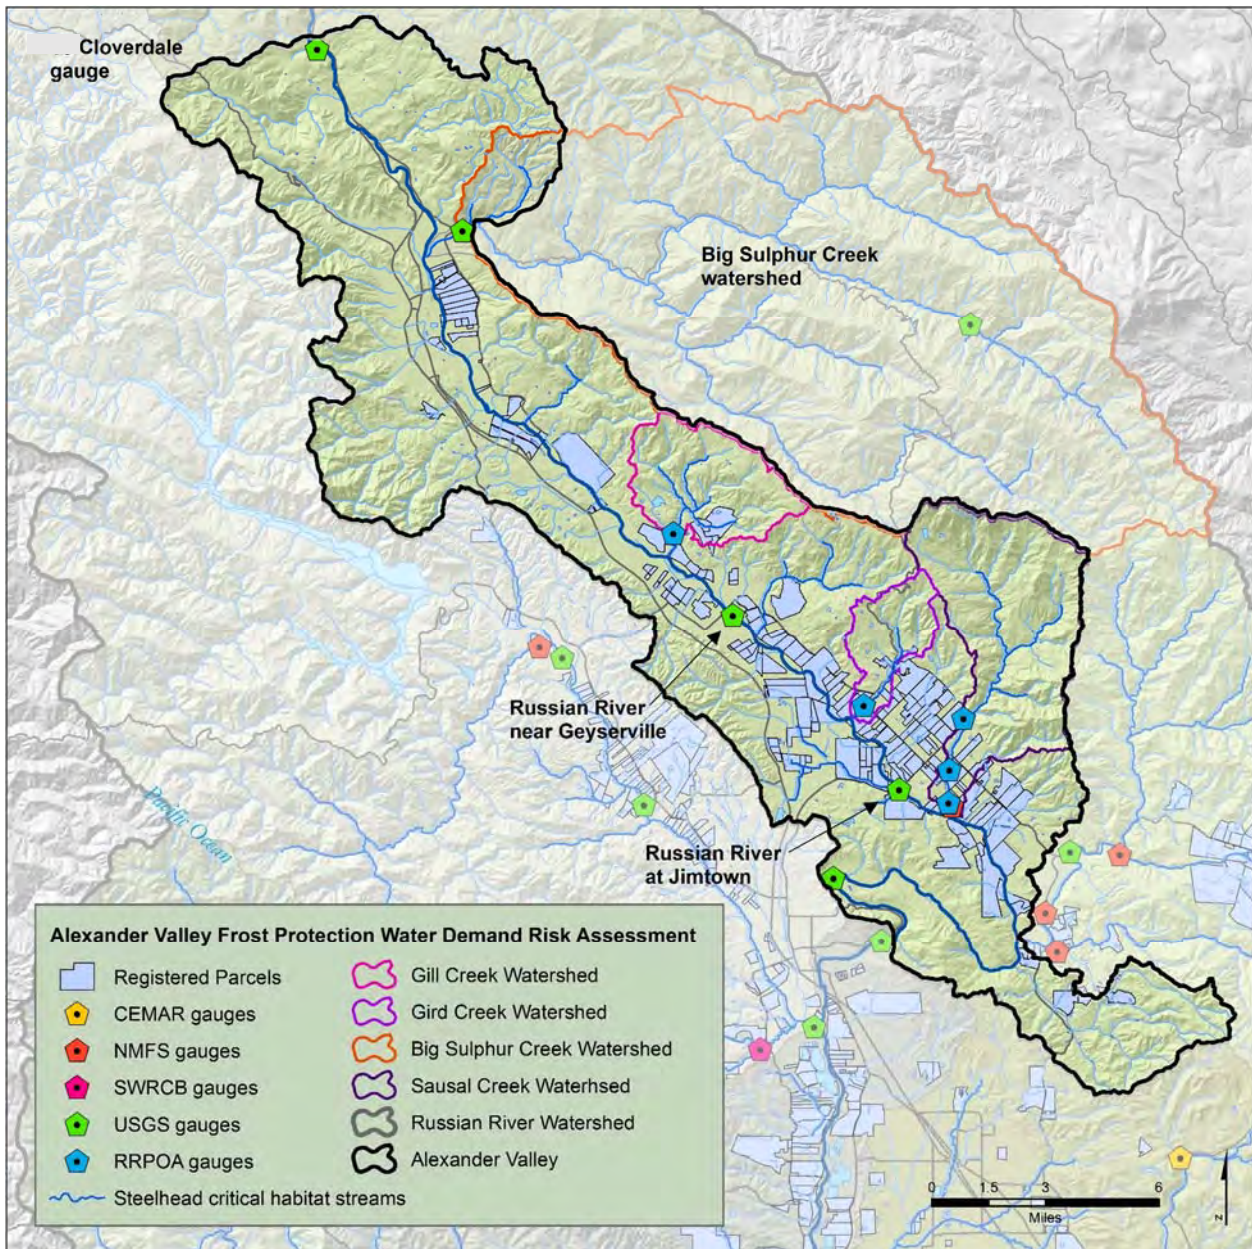 Cloverdale
gauge
Big Sulphur Creek
watershed
Russian River
near Geyserville
Pacific Ocean
Russian River
at Jimtown
Alexander Valley Frost Protection Water Demand Risk Assessment
Registered Parcels
CEMAR gauges
NMFS gauges
SWRCB gauges
USGS gauges
RRPOA gauges
Steelhead critical habitat streams
Gill Creek Watershed
Gird Creek Watershed
Big Sulphur Creek Watershed
Sausal Creek Waterhsed
Russian River Watershed
Alexander Valley
0 1.5 3 6
Miles
N